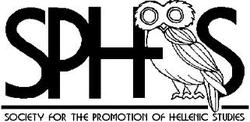 SPHS
SOCIETY FOR THE PROMOTION OF HELLENIC STUDIES